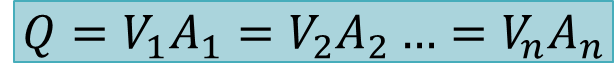 Q = V₁A₁ = V₂A₂ ... = VₙAₙ